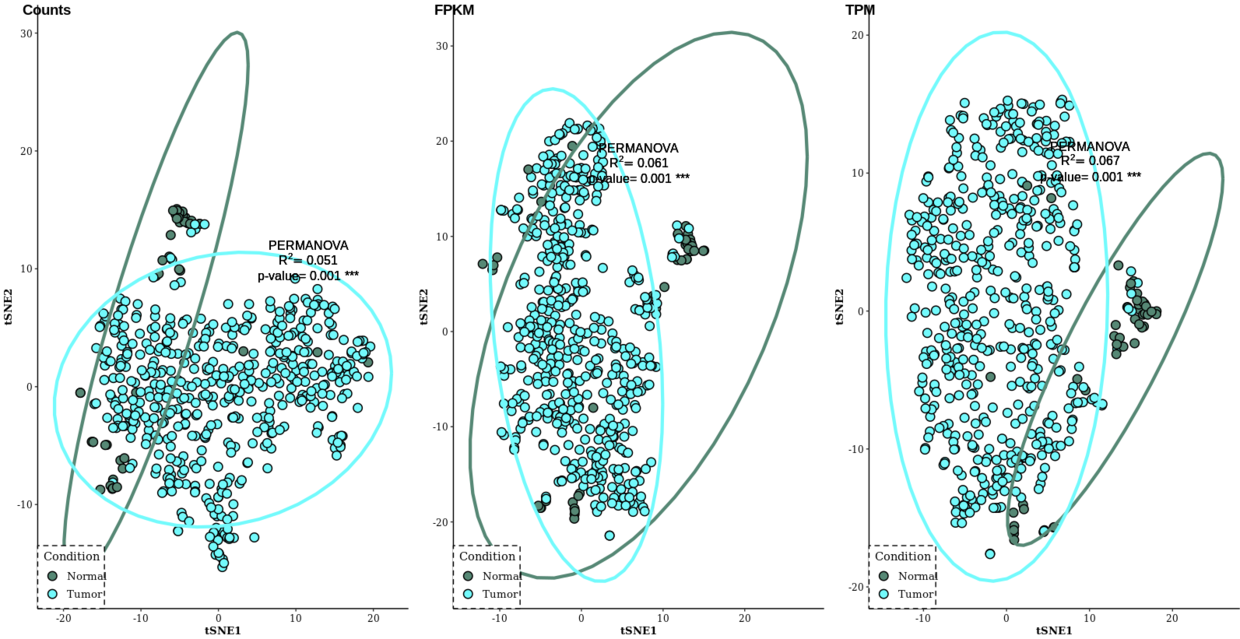 Counts
30
20
10
0
-10
-20
-10
0
10
20
tSNE2
tSNE1
PERMANOVA
R²= 0.051
p-value= 0.001 ***
Condition
Normal
Tumor
FPKM
30
20
10
0
-10
-20
-10
0
10
20
tSNE2
tSNE1
PERMANOVA
R²= 0.061
p-value= 0.001 ***
Condition
Normal
Tumor
TPM
20
10
0
-10
-20
-10
0
10
20
tSNE2
tSNE1
PERMANOVA
R²= 0.067
p-value= 0.001 ***
Condition
Normal
Tumor